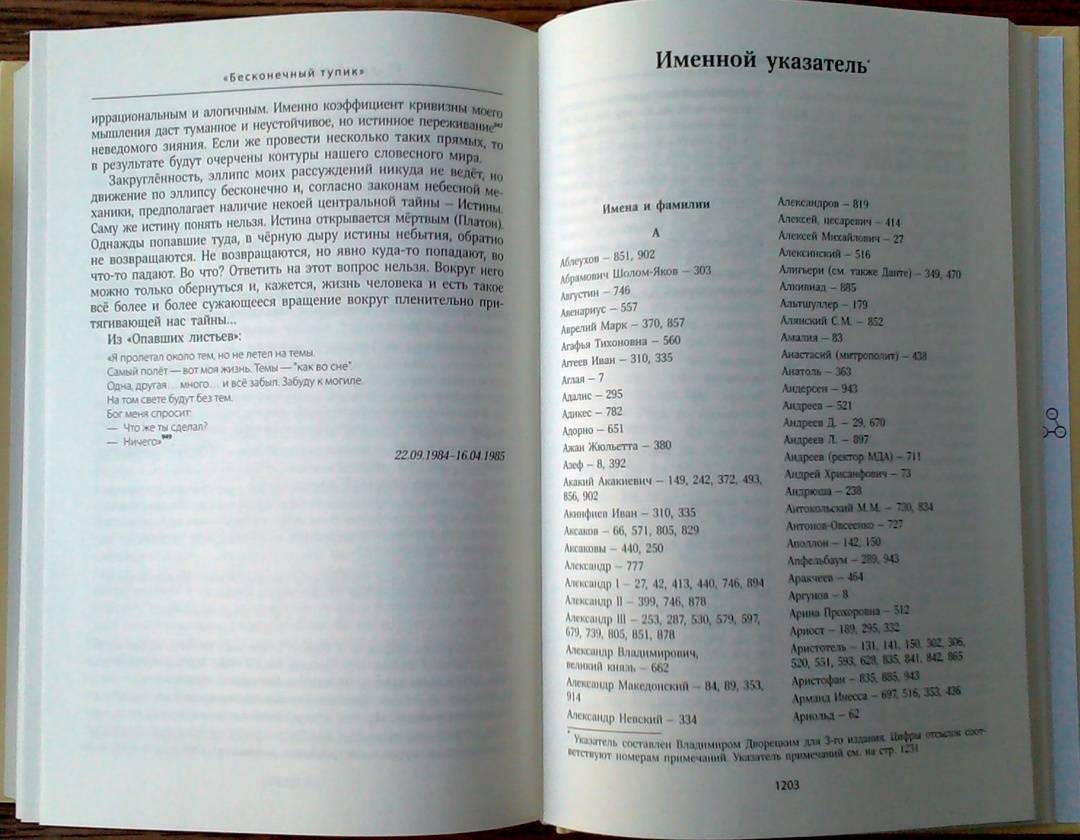 «Бесконечный тупик»
иррациональным и алогичным. Именно коэффициент кривизны моего
мышления даст туманное и неустойчивое, но истинное переживание⁹⁴⁷
неведомого зияния. Если же провести несколько таких прямых, то
в результате будут очерчены контуры нашего словесного мира.
Закруглённость, эллипс моих рассуждений никуда не ведёт, но
движение по эллипсу бесконечно и, согласно законам небесной ме-
ханики, предполагает наличие некоей центральной тайны – Истины.
Саму же истину понять нельзя. Истина открывается мёртвым (Платон).
Однажды попавшие туда, в чёрную дыру истины небытия, обратно
не возвращаются. Не возвращаются, но явно куда-то попадают, во
что-то падают. Во что? Ответить на этот вопрос нельзя. Вокруг него
можно только обернуться и, кажется, жизнь человека и есть такое
всё более и более сужающееся вращение вокруг пленительно при-
тягивающей нас тайны...
Из «Опавших листьев»:
«Я пролетал около тем, но не летел на темы.
Самый полёт — вот моя жизнь. Темы — "как во сне".
Одна, другая... много... и всё забыл. Забуду к могиле.
На том свете будут без тем.
Бог меня спросит:
— Что же ты сделал?
— Ничего»⁹⁴⁹
22.09.1984–16.04.1985
Именной указатель*
Имена и фамилии
А
Аблеухов – 851, 902
Абрамович Шолом-Яков – 303
Августин – 746
Авенариус – 557
Аврелий Марк – 370, 857
Агафья Тихоновна – 560
Аггеев Иван – 310, 335
Аглая – 7
Адалис – 295
Адикес – 782
Адорно – 651
Ажан Жюльетта – 380
Азеф – 8, 392
Акакий Акакиевич – 149, 242, 372, 493,
856, 902
Акинфиев Иван – 310, 335
Аксаков – 66, 571, 805, 829
Аксаковы – 440, 250
Александр – 777
Александр I – 27, 42, 413, 440, 746, 894
Александр II – 399, 746, 878
Александр III – 253, 287, 530, 579, 597,
679, 739, 805, 851, 878
Александр Владимирович,
великий князь – 662
Александр Македонский – 84, 89, 353,
914
Александр Невский – 334
Александров – 819
Алексей, цесаревич – 414
Алексей Михайлович – 27
Алексинский – 516
Алигьери (см. также Данте) – 349, 470
Алкивиад – 885
Альтшуллер – 179
Алянский С.М. – 852
Амалия – 83
Анастасий (митрополит) – 438
Анатоль – 363
Андерсен – 943
Андреев – 521
Андреев Д. – 29, 670
Андреев Л. – 897
Андреев (ректор МДА) – 711
Андрей Хрисанфович – 73
Андрюша – 238
Антокольский М.М. – 730, 834
Антонов-Овсеенко – 727
Аполлон – 142, 150
Апфельбаум – 289, 943
Аракчеев – 464
Аргунов – 8
Арина Прохоровна – 512
Ариост – 189, 295, 332
Аристотель – 131, 141, 150, 302, 306,
520, 551, 593, 628, 835, 841, 842, 865
Аристофан – 835, 885, 943
Арманд Инесса – 697, 516, 353, 436
Арнольд – 62
* Указатель составлен Владимиром Дворецким для 3-го издания. Цифры отсылок соот-
ветствуют номерам примечаний. Указатель примечаний см. на стр. 1231
1203